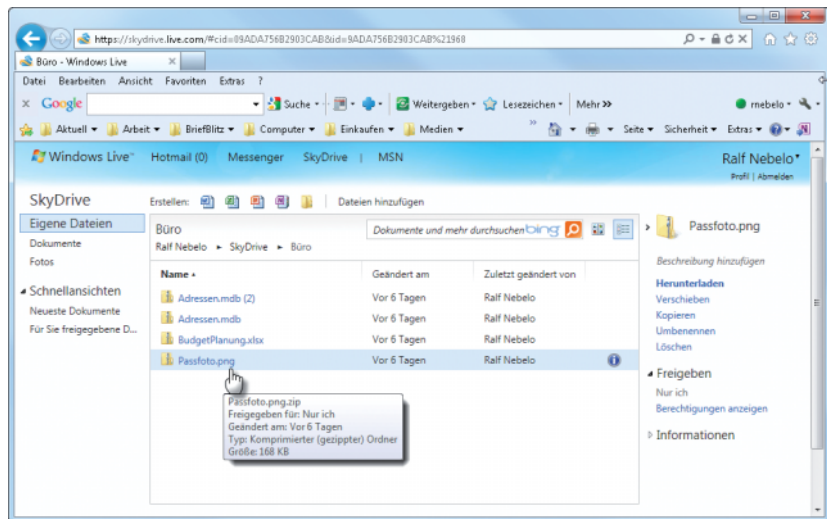 https://skydrive.live.com/#cid=09ADA756B2903CAB&id=9ADA756B2903CAB%21968
Büro - Windows Live
Datei Bearbeiten Ansicht Favoriten Extras ?
Google Suche Weitergeben Lesezeichen Mehr >> rnebelo
Aktuell Arbeit BriefBlitz Computer Einkaufen Medien >> Seite Sicherheit Extras
Windows Live Hotmail (0) Messenger SkyDrive | MSN Ralf Nebelo
Profil | Abmelden
SkyDrive Erstellen: Dateien hinzufügen
Eigene Dateien
Dokumente
Fotos
Schnellansichten
Neueste Dokumente
Für Sie freigegebene D...
Büro Dokumente und mehr durchsuchen bing
Ralf Nebelo ► SkyDrive ► Büro
Name Geändert am Zuletzt geändert von
Adressen.mdb (2) Vor 6 Tagen Ralf Nebelo
Adressen.mdb Vor 6 Tagen Ralf Nebelo
BudgetPlanung.xlsx Vor 6 Tagen Ralf Nebelo
Passfoto.png Vor 6 Tagen Ralf Nebelo
Passfoto.png.zip
Freigegeben für: Nur ich
Geändert am: Vor 6 Tagen
Typ: Komprimierter (gezippter) Ordner
Größe: 168 KB
Passfoto.png
Beschreibung hinzufügen
Herunterladen
Verschieben
Kopieren
Umbenennen
Löschen
Freigeben
Nur ich
Berechtigungen anzeigen
Informationen